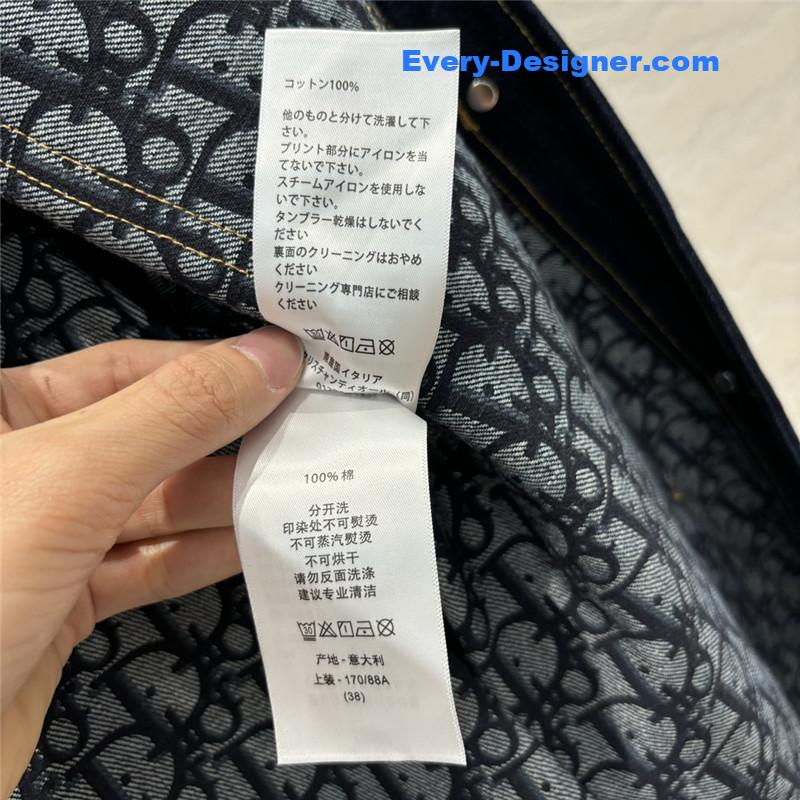 Every-Designer.com
コットン100%
他のものと分けて洗濯して下
さい。
プリント部分にアイロンを当
てないで下さい。
スチームアイロンを使用しな
いで下さい。
タンブラー乾燥はしないでく
ださい
裏面のクリーニングはおやめ
ください
クリーニング専門店にご相談
ください
イタリア
100% 棉
分开洗
印染处不可熨烫
不可蒸汽熨烫
不可烘干
请勿反面洗涤
建议专业清洁
30
产地 - 意大利
上装 - 170/88A
(38)